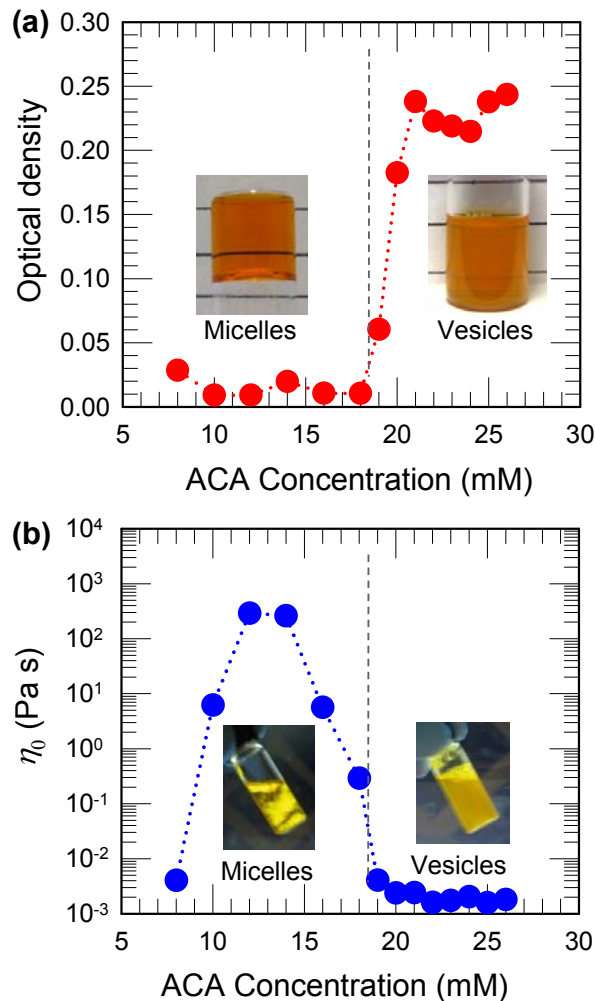 (a)
0.30
0.25
0.20
0.15
0.10
0.05
0.00
Optical density
Micelles
Vesicles
5 10 15 20 25 30
ACA Concentration (mM)
(b)
10⁴
10³
10²
10¹
10⁰
10⁻¹
10⁻²
10⁻³
η₀ (Pa s)
Micelles
Vesicles
5 10 15 20 25 30
ACA Concentration (mM)